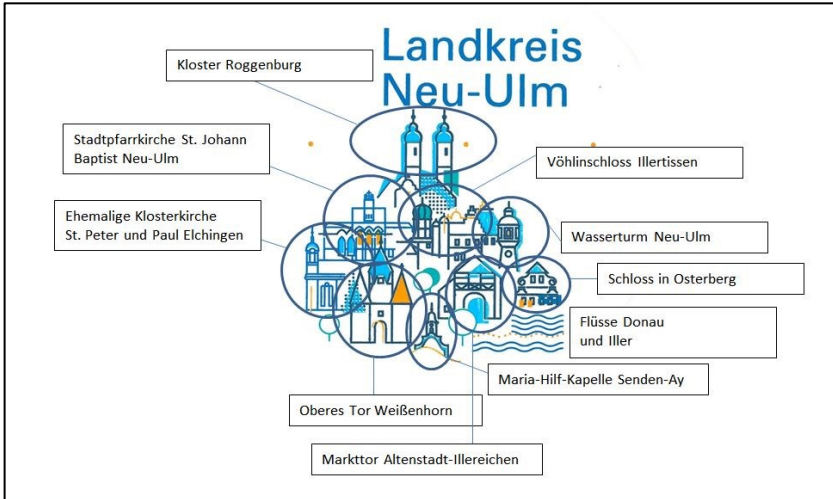 Landkreis
Neu-Ulm
Kloster Roggenburg
Stadtpfarrkirche St. Johann
Baptist Neu-Ulm
Vöhlinschloss Illertissen
Ehemalige Klosterkirche
St. Peter und Paul Elchingen
Wasserturm Neu-Ulm
Schloss in Osterberg
Flüsse Donau
und Iller
Maria-Hilf-Kapelle Senden-Ay
Oberes Tor Weißenhorn
Markttor Altenstadt-Illereichen